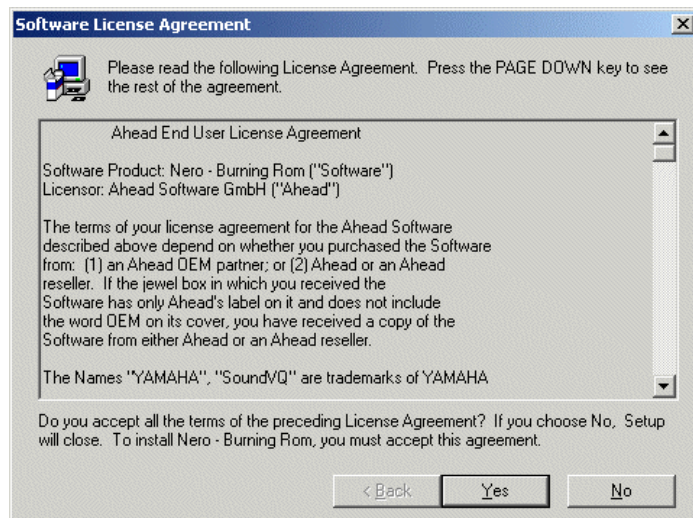 Software License Agreement
Please read the following License Agreement. Press the PAGE DOWN key to see
the rest of the agreement.
Ahead End User License Agreement
Software Product: Nero - Burning Rom ("Software")
Licensor: Ahead Software GmbH ("Ahead")
The terms of your license agreement for the Ahead Software
described above depend on whether you purchased the Software
from: (1) an Ahead OEM partner; or (2) Ahead or an Ahead
reseller. If the jewel box in which you received the
Software has only Ahead's label on it and does not include
the word OEM on its cover, you have received a copy of the
Software from either Ahead or an Ahead reseller.
The Names "YAMAHA", "SoundVQ" are trademarks of YAMAHA
Do you accept all the terms of the preceding License Agreement? If you choose No, Setup
will close. To install Nero - Burning Rom, you must accept this agreement.
< Back Yes No